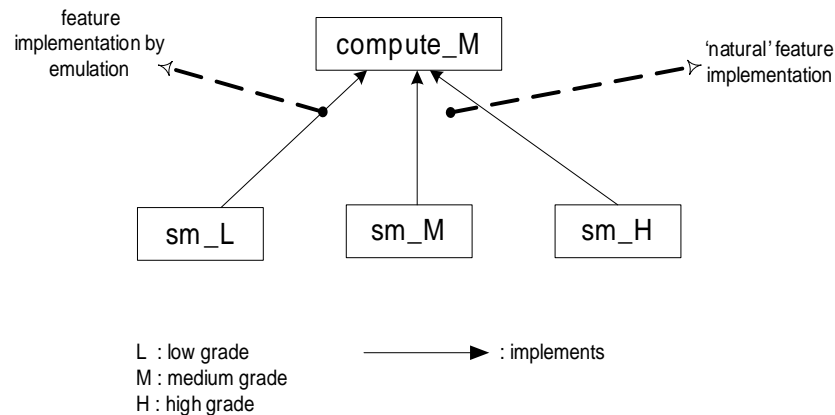 feature
implementation by
emulation
compute_M
‘natural’ feature
implementation
sm_L
sm_M
sm_H
L : low grade
M : medium grade
H : high grade
: implements